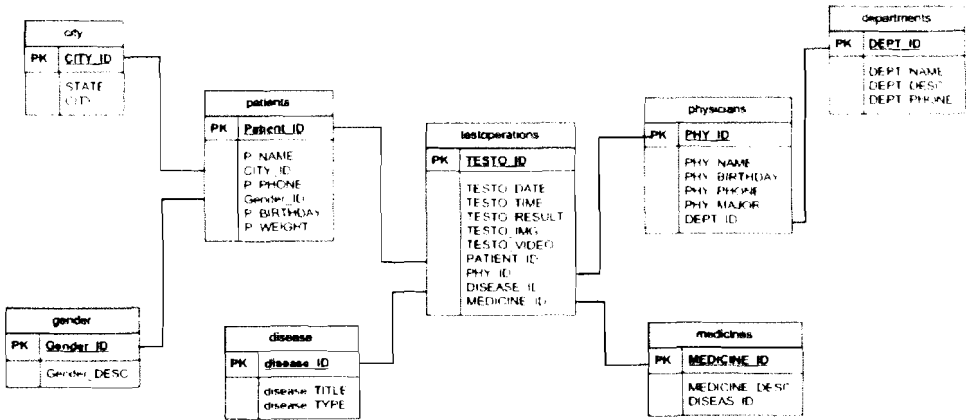 city
PK CITY_ID
STATE
CITY
patients
PK Patient_ID
P_NAME
CITY_ID
P_PHONE
Gender_ID
P_BIRTHDAY
P_WEIGHT
gender
PK Gender_ID
Gender_DESC
disease
PK disease_ID
disease_TITLE
disease_TYPE
testoperations
PK TESTO_ID
TESTO_DATE
TESTO_TIME
TESTO_RESULT
TESTO_IMG
TESTO_VIDEO
PATIENT_ID
PHY_ID
DISEASE_ID
MEDICINE_ID
physicians
PK PHY_ID
PHY_NAME
PHY_BIRTHDAY
PHY_PHONE
PHY_MAJOR
DEPT_ID
departments
PK DEPT_ID
DEPT_NAME
DEPT_DESC
DEPT_PHONE
medicines
PK MEDICINE_ID
MEDICINE_DESC
DISEAS_ID